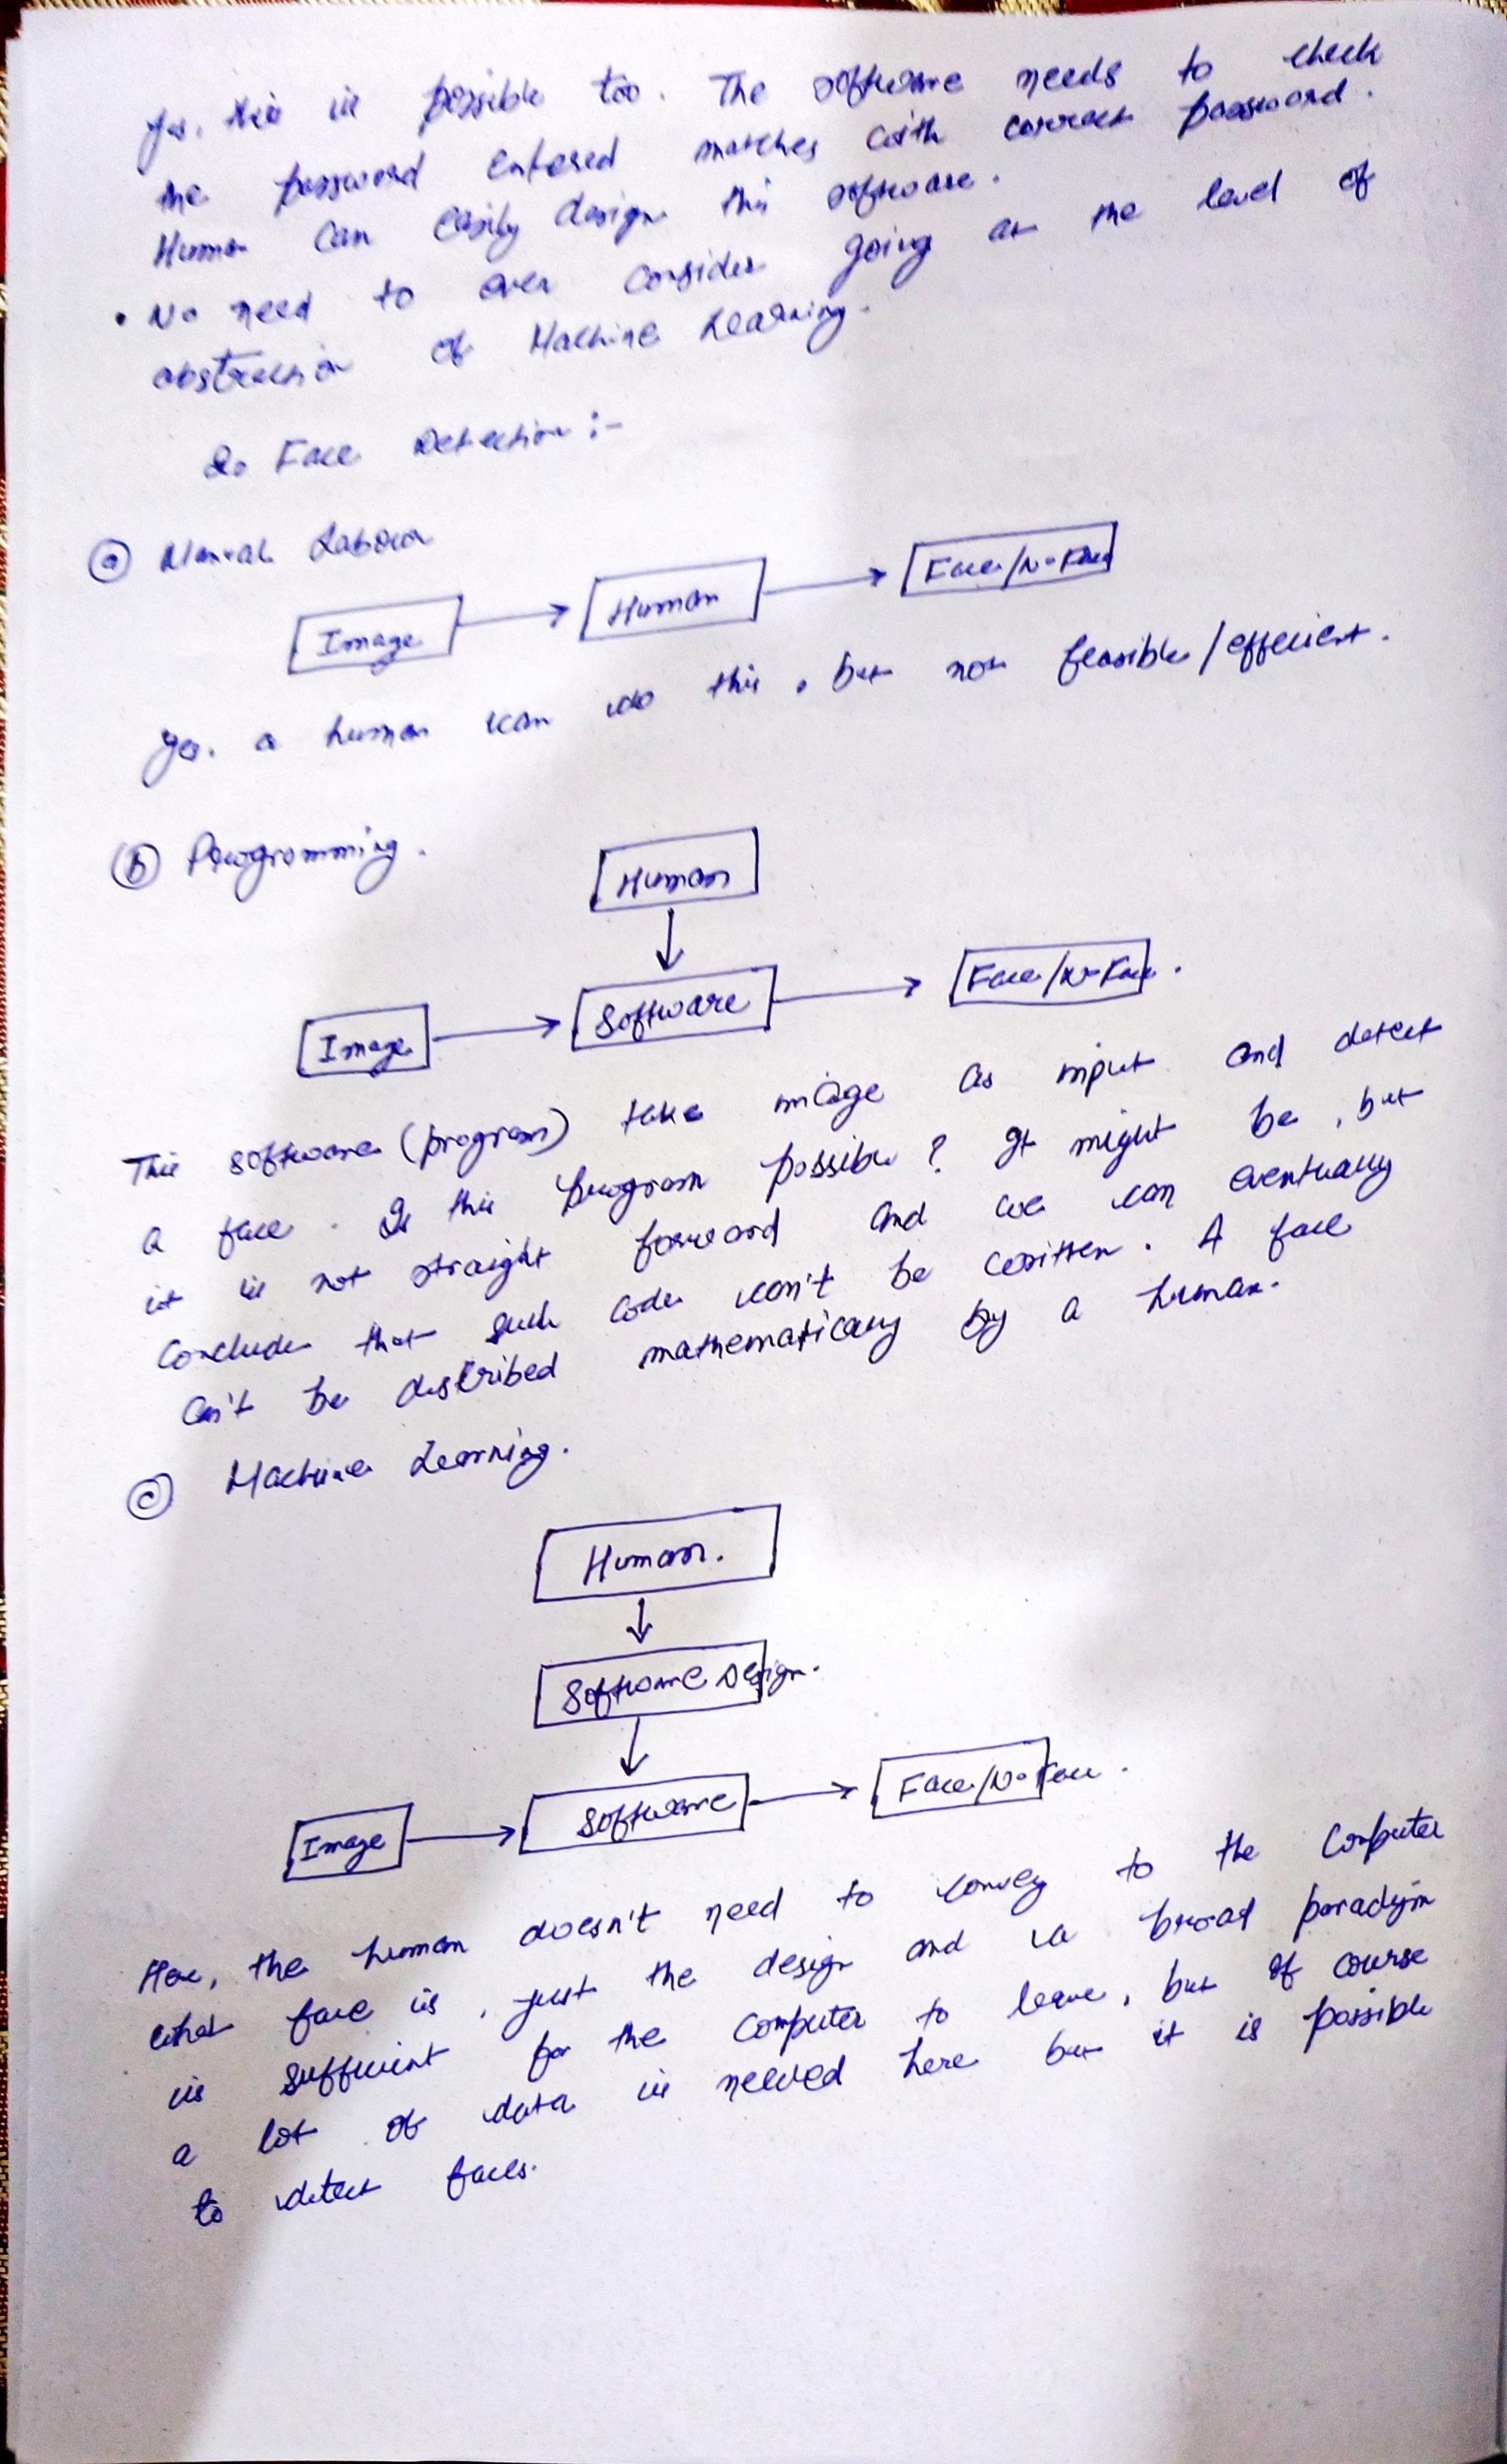 Yes, this is possible too. The software needs to check
the password entered matches with correct password.
Human can easily design this software.
• No need to even consider going at the level of
abstraction of Machine Learning.
2. Face Detection :-
(a) Manual Labour
Image → Human → Face/No Face
Yes. a human can do this, but not feasible/efficient.
(b) Programming.
Human
Image → Software → Face/No Face.
This software (program) take image as input and detect
a face. Is this program possible? It might be, but
it is not straight forward and we can eventually
Conclude that such code can't be written. A face
can't be described mathematically by a human.
(c) Machine Learning.
Human.
Software Design.
Image → Software → Face/No Face.
Here, the human doesn't need to convey to the Computer
what face is, just the design and a broad paradigm
is sufficient for the computer to learn, but of course
a lot of data is needed here but it is possible
to detect faces.